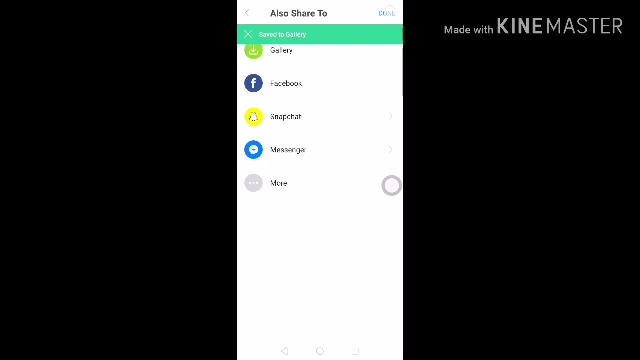 Also Share To
DONE
Saved to Gallery
Gallery
Facebook
Snapchat
Messenger
More
Made with KINEMASTER